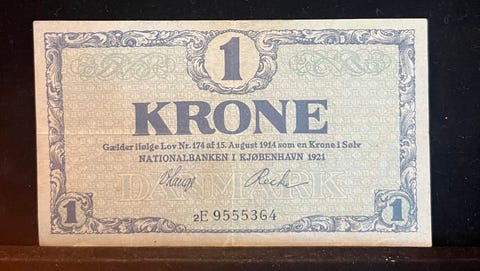 1
KRONE
Gælder ifølge Lov Nr. 174 af 15. August 1914 som en Krone i Sølv
NATIONALBANKEN I KJØBENHAVN 1921
DANMARK
1 2E 9555364 1